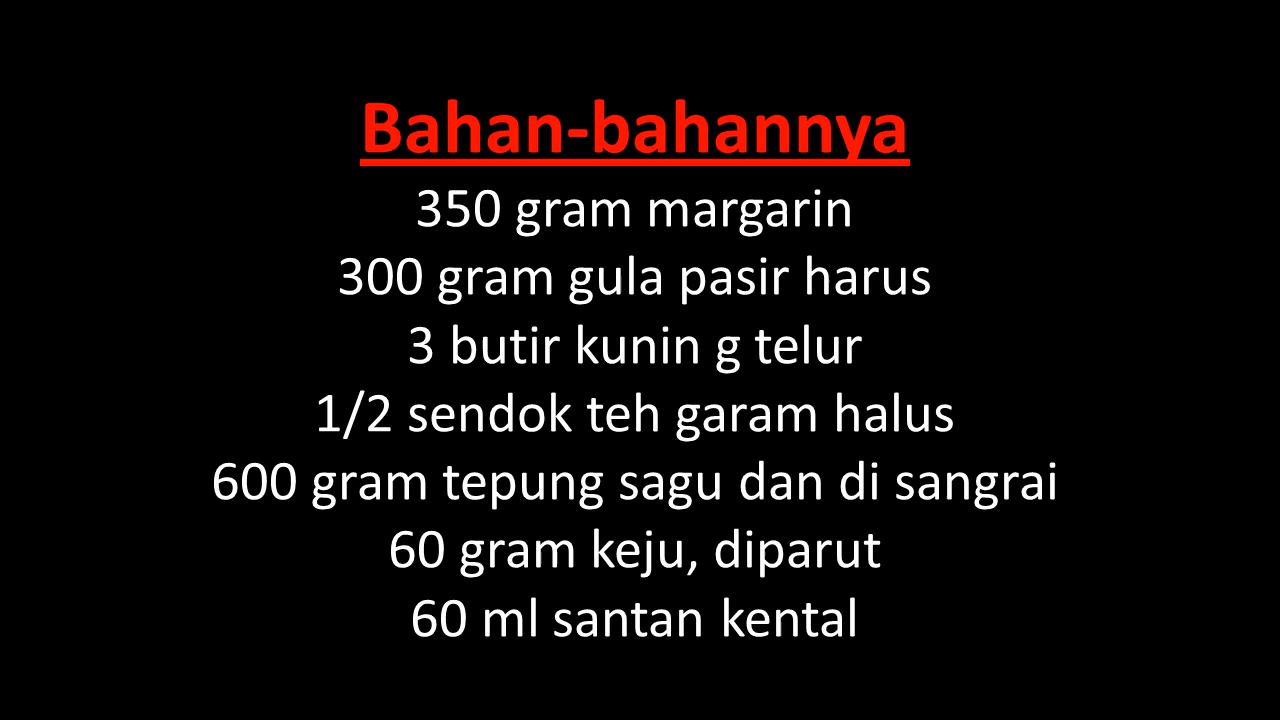 Bahan-bahannya
350 gram margarin
300 gram gula pasir harus
3 butir kunin g telur
1/2 sendok teh garam halus
600 gram tepung sagu dan di sangrai
60 gram keju, diparut
60 ml santan kental